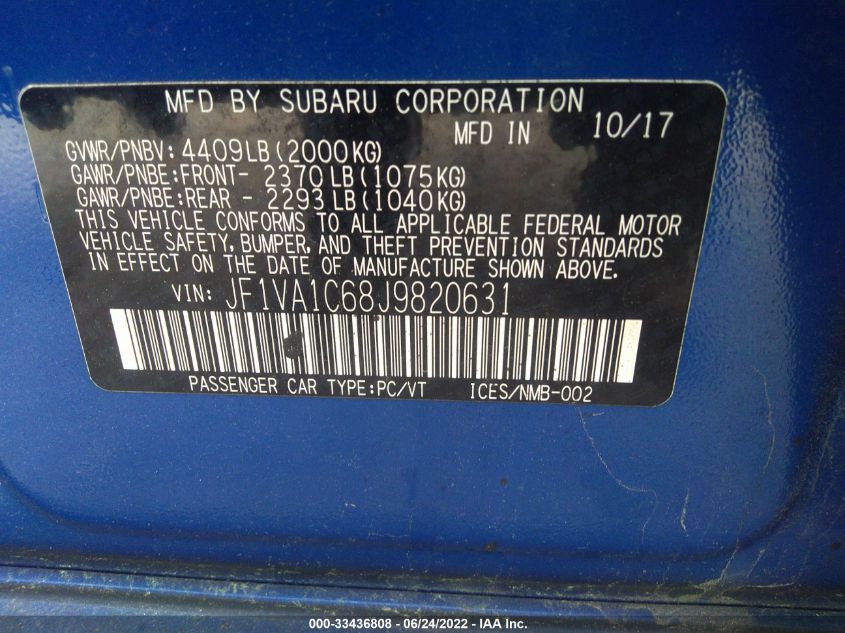 MFD BY SUBARU CORPORATION
MFD IN 10/17
GVWR/PNBV: 4409LB(2000KG)
GAWR/PNBE:FRONT- 2370LB(1075KG)
GAWR/PNBE:REAR - 2293LB(1040KG)
THIS VEHICLE CONFORMS TO ALL APPLICABLE FEDERAL MOTOR
VEHICLE SAFETY, BUMPER, AND THEFT PREVENTION STANDARDS
IN EFFECT ON THE DATE OF MANUFACTURE SHOWN ABOVE.
VIN: JF1VA1C68J9820631
PASSENGER CAR TYPE:PC/VT ICES/NMB-002
000-33436808 - 06/24/2022 - IAA Inc.